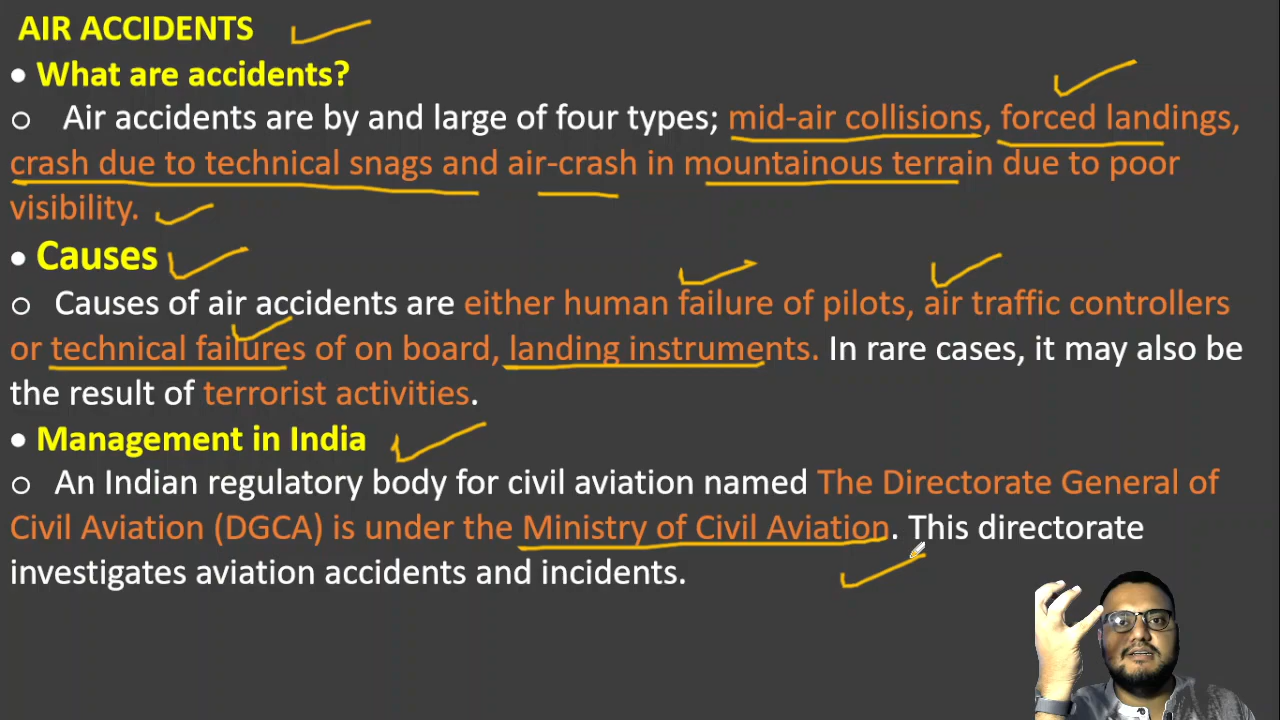 AIR ACCIDENTS
• What are accidents?
o Air accidents are by and large of four types; mid-air collisions, forced landings,
crash due to technical snags and air-crash in mountainous terrain due to poor
visibility.
• Causes
o Causes of air accidents are either human failure of pilots, air traffic controllers
or technical failures of on board, landing instruments. In rare cases, it may also be
the result of terrorist activities.
• Management in India
o An Indian regulatory body for civil aviation named The Directorate General of
Civil Aviation (DGCA) is under the Ministry of Civil Aviation. This directorate
investigates aviation accidents and incidents.